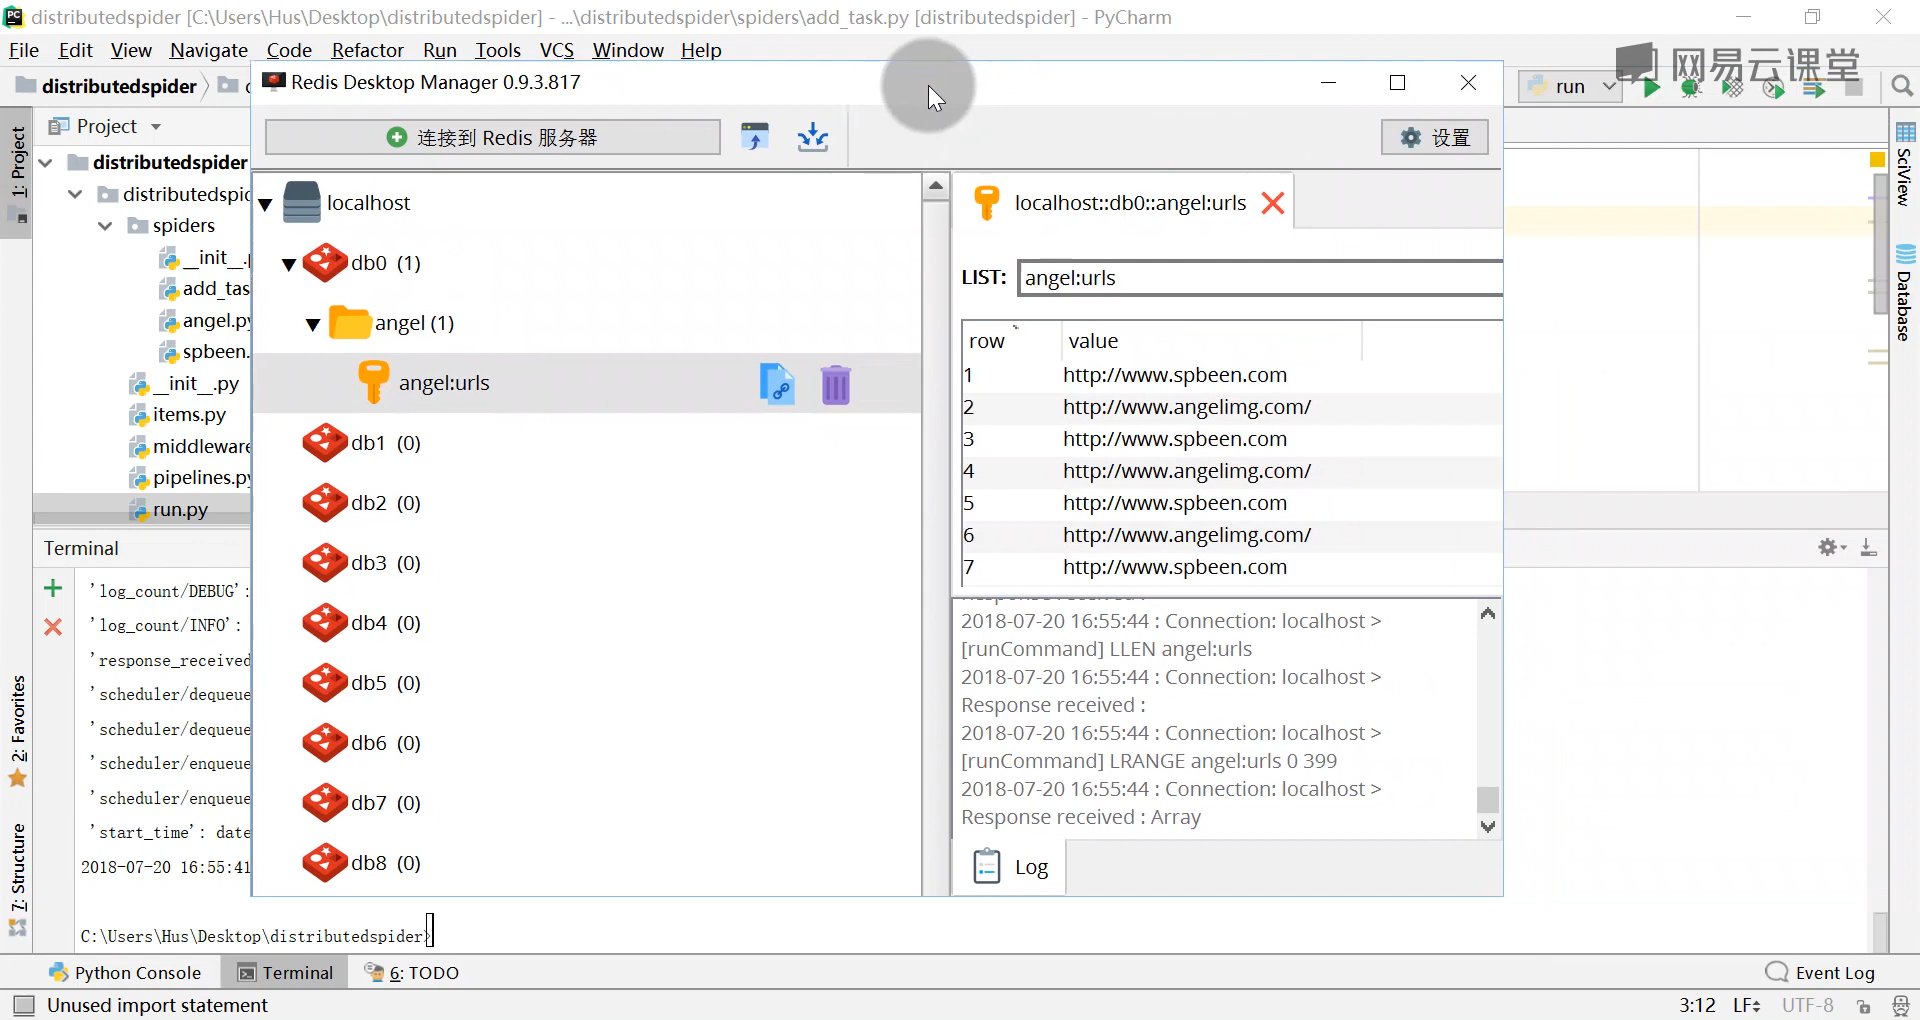 distributedspider [C:\Users\Hus\Desktop\distributedspider] - ...\distributedspider\spiders\add_task.py [distributedspider] - PyCharm
File Edit View Navigate Code Refactor Run Tools VCS Window Help
网易云课堂
distributedspider
run
Redis Desktop Manager 0.9.3.817
连接到 Redis 服务器
设置
Project
distributedspider
distributedspid
spiders
__init__.p
add_tas
angel.py
spbeen.
__init__.py
items.py
middleware
pipelines.py
run.py
1: Project
2: Favorites
7: Structure
localhost
db0 (1)
angel (1)
angel:urls
db1 (0)
db2 (0)
db3 (0)
db4 (0)
db5 (0)
db6 (0)
db7 (0)
db8 (0)
localhost::db0::angel:urls
LIST: angel:urls
row value
1 http://www.spbeen.com
2 http://www.angelimg.com/
3 http://www.spbeen.com
4 http://www.angelimg.com/
5 http://www.spbeen.com
6 http://www.angelimg.com/
7 http://www.spbeen.com
2018-07-20 16:55:44 : Connection: localhost >
[runCommand] LLEN angel:urls
2018-07-20 16:55:44 : Connection: localhost >
Response received :
2018-07-20 16:55:44 : Connection: localhost >
[runCommand] LRANGE angel:urls 0 399
2018-07-20 16:55:44 : Connection: localhost >
Response received : Array
Log
SciView
Database
Terminal
'log_count/DEBUG':
'log_count/INFO':
'response_received
'scheduler/dequeue
'scheduler/dequeue
'scheduler/enqueue
'scheduler/enqueue
'start_time': date
2018-07-20 16:55:41
C:\Users\Hus\Desktop\distributedspider>
Python Console Terminal 6: TODO Event Log
Unused import statement 3:12 LF UTF-8